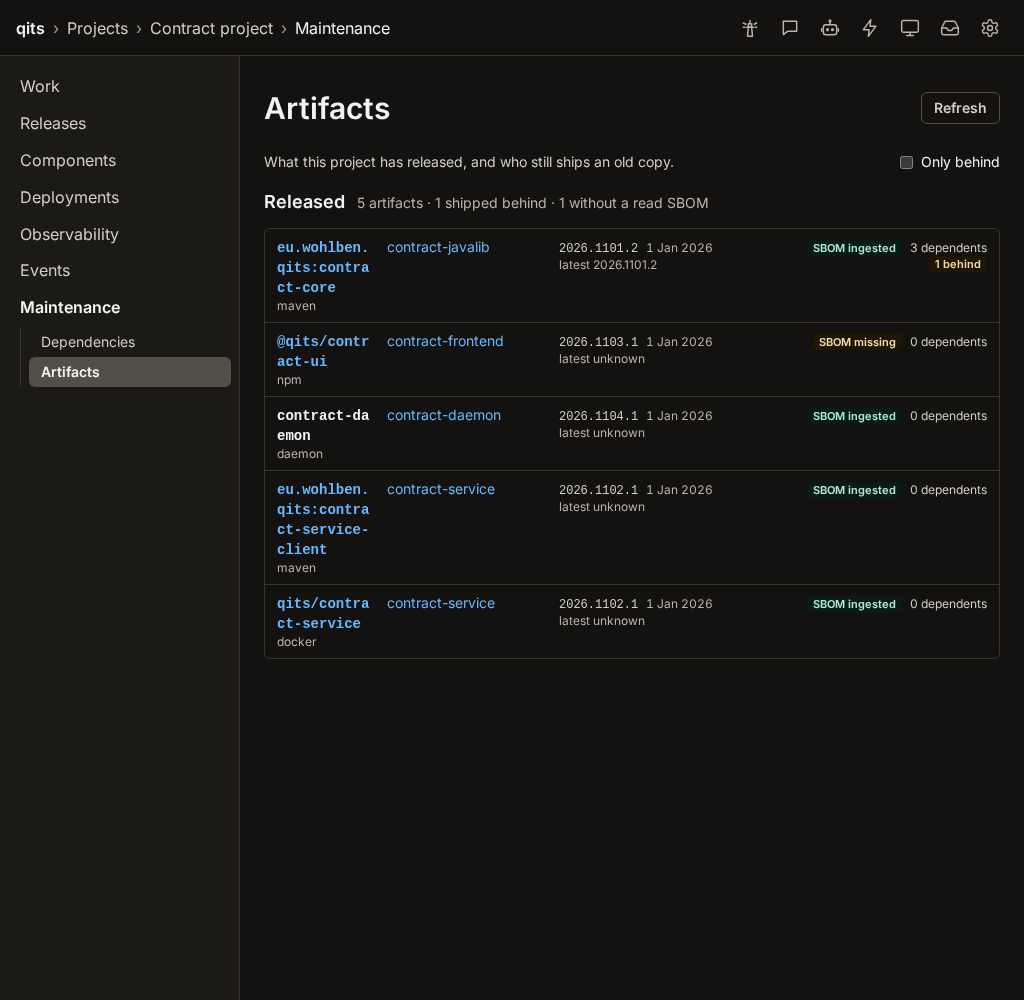 qits › Projects › Contract project › Maintenance
Work
Releases
Components
Deployments
Observability
Events
Maintenance
Dependencies
Artifacts
Artifacts
Refresh
What this project has released, and who still ships an old copy.
Only behind
Released 5 artifacts · 1 shipped behind · 1 without a read SBOM
eu.wohlben.
qits:contra
ct-core
maven
contract-javalib
2026.1101.2 1 Jan 2026
latest 2026.1101.2
SBOM ingested 3 dependents
1 behind
@qits/contr
act-ui
npm
contract-frontend
2026.1103.1 1 Jan 2026
latest unknown
SBOM missing 0 dependents
contract-da
emon
daemon
contract-daemon
2026.1104.1 1 Jan 2026
latest unknown
SBOM ingested 0 dependents
eu.wohlben.
qits:contra
ct-service-
client
maven
contract-service
2026.1102.1 1 Jan 2026
latest unknown
SBOM ingested 0 dependents
qits/contra
ct-service
docker
contract-service
2026.1102.1 1 Jan 2026
latest unknown
SBOM ingested 0 dependents